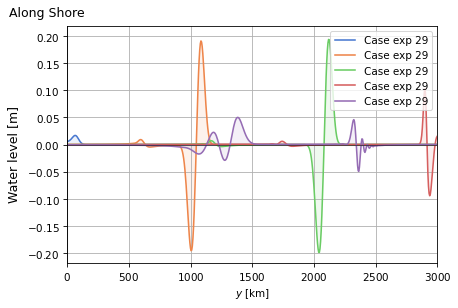 Along Shore
Water level [m]
0.20
0.15
0.10
0.05
0.00
−0.05
−0.10
−0.15
−0.20
Case exp 29
Case exp 29
Case exp 29
Case exp 29
Case exp 29
0 500 1000 1500 2000 2500 3000
y [km]